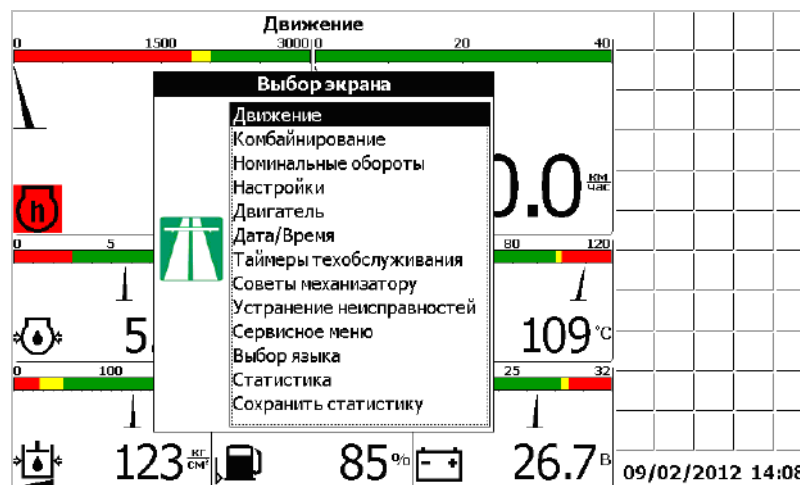 Движение
0 1500 3000 0 20 40
Выбор экрана
Движение
Комбайнирование
Номинальные обороты
Настройки
Двигатель
Дата/Время
Таймеры техобслуживания
Советы механизатору
Устранение неисправностей
Сервисное меню
Выбор языка
Статистика
Сохранить статистику
0.0 км/час
h
0 5 80 120
5. 109 °C
0 100 25 32
123 кг/см² 85 % 26.7 В
09/02/2012 14:08